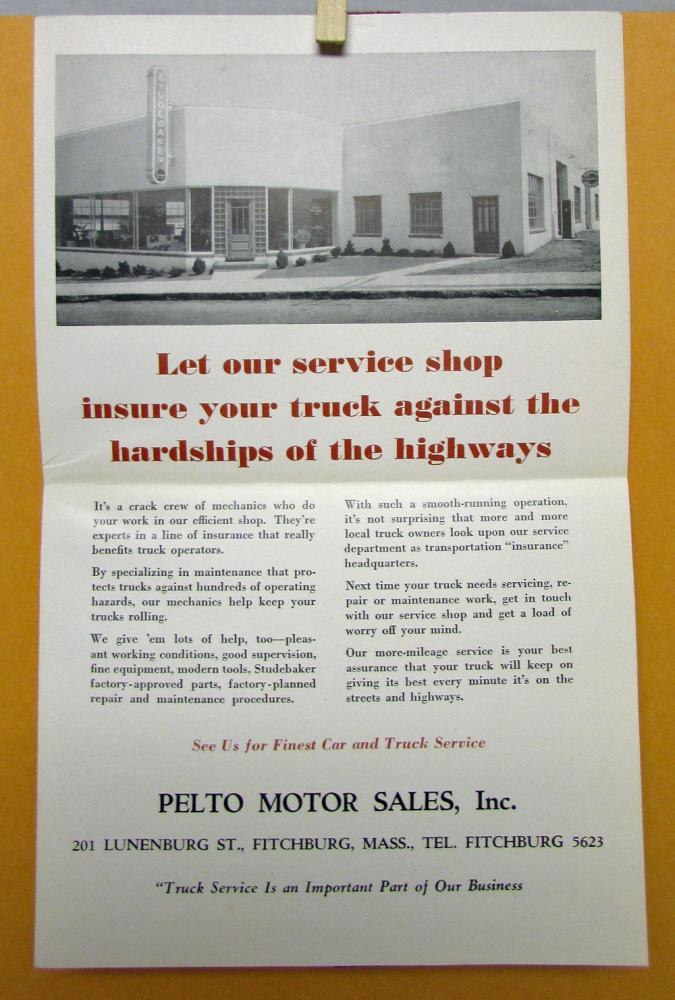 STUDEBAKER
Let our service shop
insure your truck against the
hardships of the highways
It's a crack crew of mechanics who do
your work in our efficient shop. They're
experts in a line of insurance that really
benefits truck operators.
By specializing in maintenance that pro-
tects trucks against hundreds of operating
hazards, our mechanics help keep your
trucks rolling.
We give 'em lots of help, too—pleas-
ant working conditions, good supervision,
fine equipment, modern tools, Studebaker
factory-approved parts, factory-planned
repair and maintenance procedures.
With such a smooth-running operation,
it's not surprising that more and more
local truck owners look upon our service
department as transportation “insurance”
headquarters.
Next time your truck needs servicing, re-
pair or maintenance work, get in touch
with our service shop and get a load of
worry off your mind.
Our more-mileage service is your best
assurance that your truck will keep on
giving its best every minute it's on the
streets and highways.
See Us for Finest Car and Truck Service
PELTO MOTOR SALES, Inc.
201 LUNENBURG ST., FITCHBURG, MASS., TEL. FITCHBURG 5623
“Truck Service Is an Important Part of Our Business